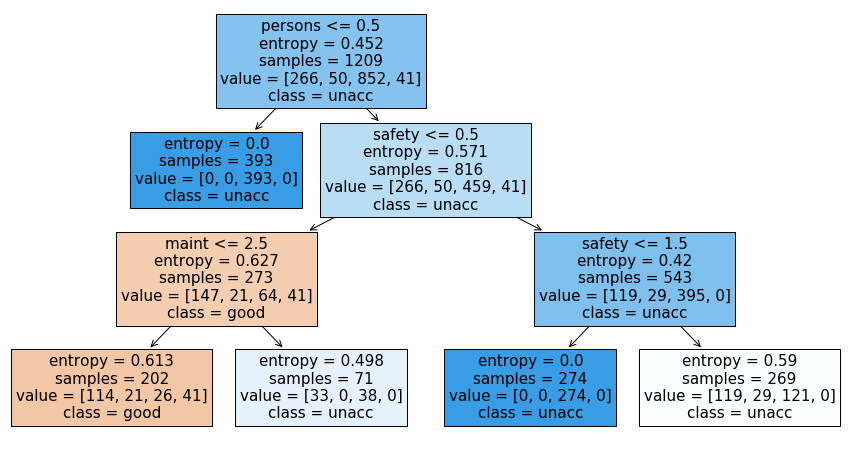 persons <= 0.5
entropy = 0.452
samples = 1209
value = [266, 50, 852, 41]
class = unacc
entropy = 0.0
samples = 393
value = [0, 0, 393, 0]
class = unacc
safety <= 0.5
entropy = 0.571
samples = 816
value = [266, 50, 459, 41]
class = unacc
maint <= 2.5
entropy = 0.627
samples = 273
value = [147, 21, 64, 41]
class = good
safety <= 1.5
entropy = 0.42
samples = 543
value = [119, 29, 395, 0]
class = unacc
entropy = 0.613
samples = 202
value = [114, 21, 26, 41]
class = good
entropy = 0.498
samples = 71
value = [33, 0, 38, 0]
class = unacc
entropy = 0.0
samples = 274
value = [0, 0, 274, 0]
class = unacc
entropy = 0.59
samples = 269
value = [119, 29, 121, 0]
class = unacc